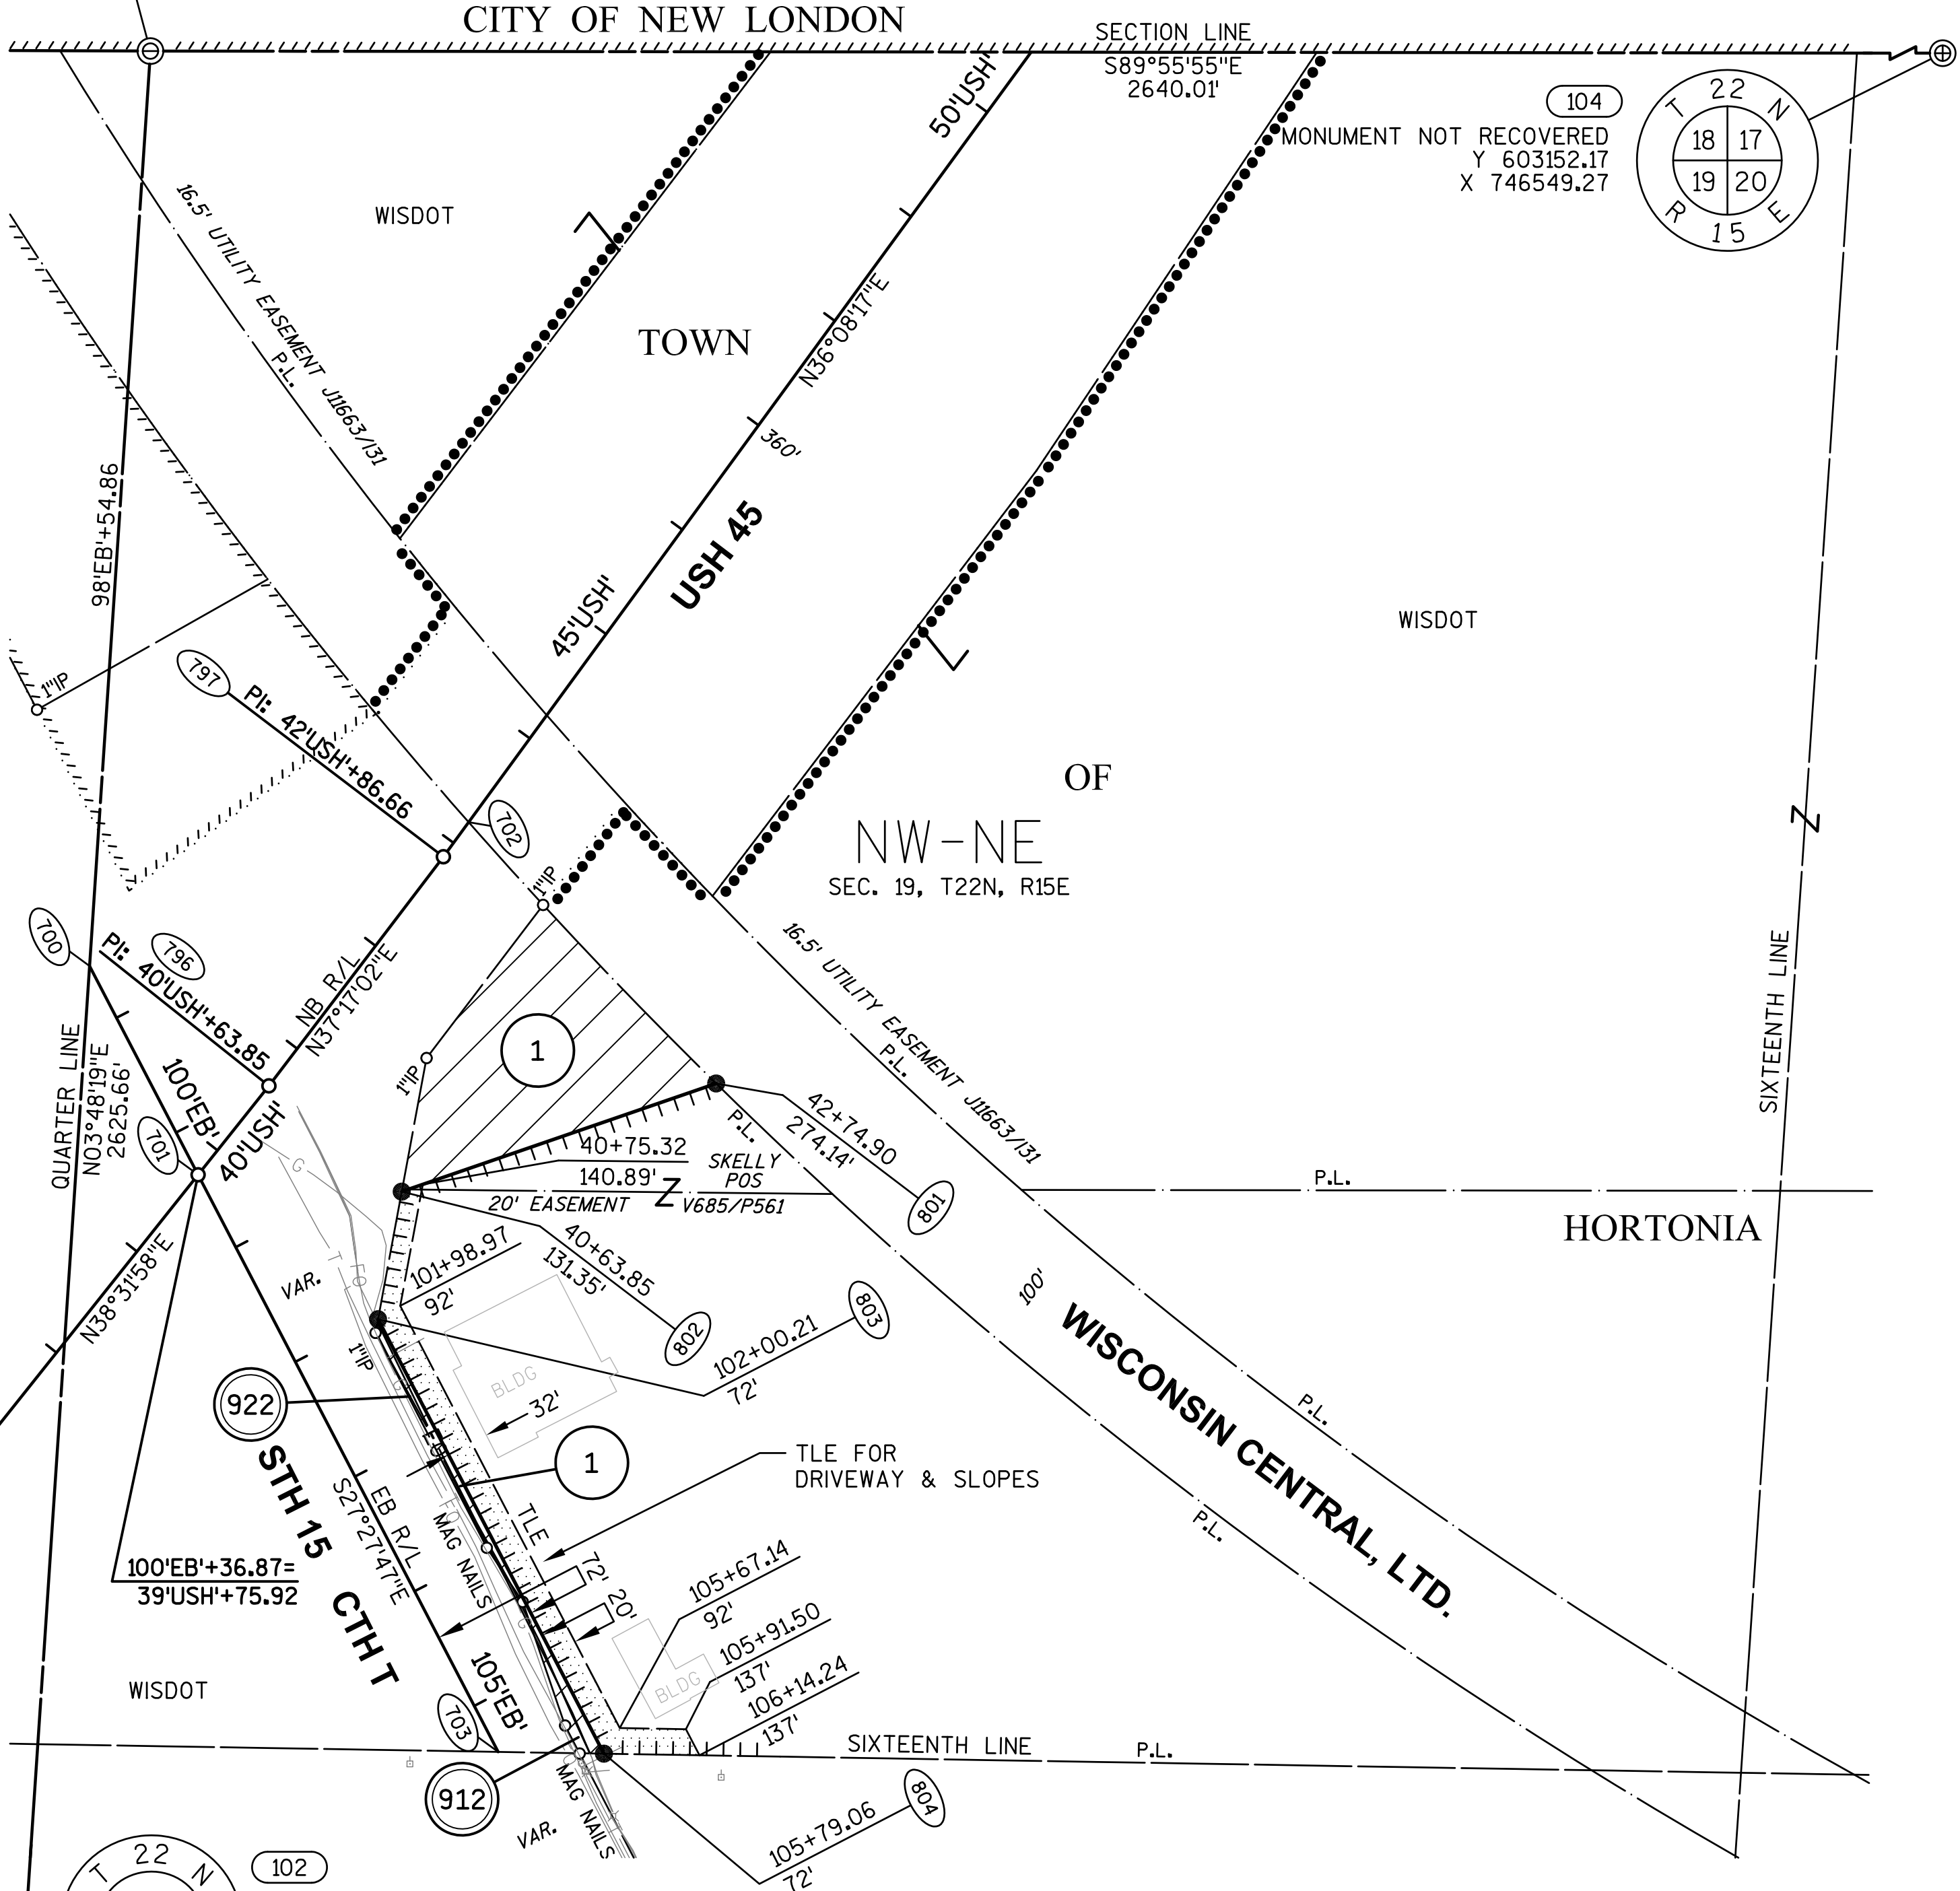 CITY OF NEW LONDON
SECTION LINE
S89°55'55"E
2640.01'
104
MONUMENT NOT RECOVERED
Y 603152.17
X 746549.27
T 22 N
18 17
19 20
R 15 E
50'USH'
WISDOT
16.5' UTILITY EASEMENT J11663/131
P.L.
TOWN
N36°08'17"E
360'
USH 45
45'USH'
98'EB'+54.86
WISDOT
1"IP
797
PI: 42'USH'+86.66
702
OF
NW-NE
SEC. 19, T22N, R15E
1"IP
700
796
PI: 40'USH'+63.85
NB R/L
N37°17'02"E
16.5' UTILITY EASEMENT J11663/131
P.L.
SIXTEENTH LINE
QUARTER LINE
N03°48'19"E
2625.66'
100'EB'
701
40'USH'
1
1"IP
P.L.
42+74.90
274.14'
801
40+75.32
140.89'
SKELLY
POS
20' EASEMENT
V685/P561
P.L.
HORTONIA
G
T
FO
N38°31'58"E
VAR.
101+98.97
92'
40+63.85
131.35'
802
803
102+00.21
72'
100'
WISCONSIN CENTRAL, LTD.
P.L.
P.L.
1"IP
G
BLDG
32'
922
1
STH 15
CTH T
TLE FOR
DRIVEWAY & SLOPES
EB R/L
S27°27'47"E
FO
MAG NAILS
TLE
72'
20'
G
100'EB'+36.87=
39'USH'+75.92
105+67.14
92'
105+91.50
137'
106+14.24
137'
BLDG
WISDOT
105'EB'
703
SIXTEENTH LINE
P.L.
912
MAG NAILS
VAR.
804
105+79.06
72'
T 22 N
102